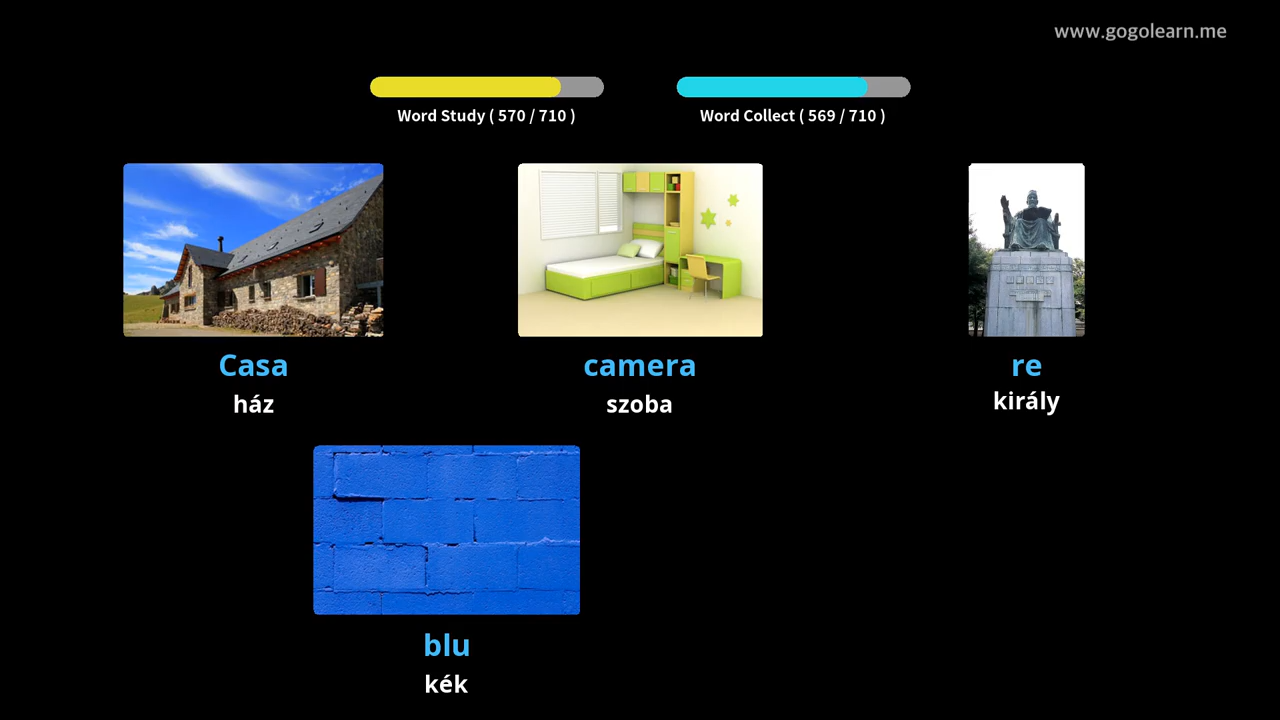 www.gogolearn.me
Word Study ( 570 / 710 )
Word Collect ( 569 / 710 )
Casa
ház
camera
szoba
re
király
blu
kék